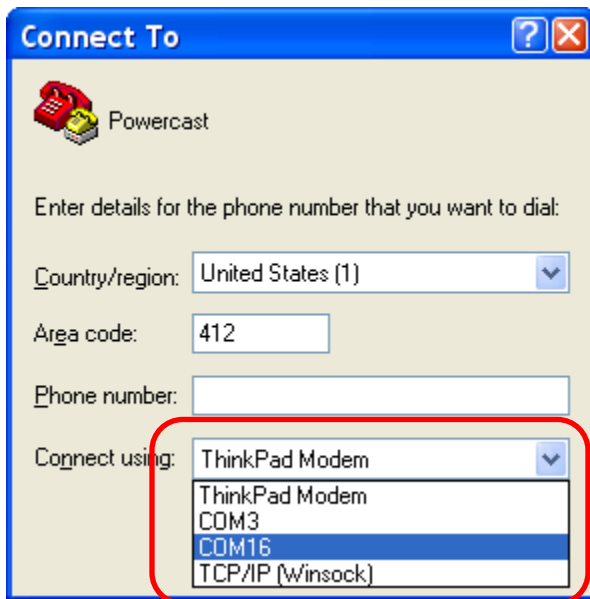 Connect To
Powercast
Enter details for the phone number that you want to dial:
Country/region: United States (1)
Area code: 412
Phone number:
Connect using: ThinkPad Modem
ThinkPad Modem
COM3
COM16
TCP/IP (Winsock)